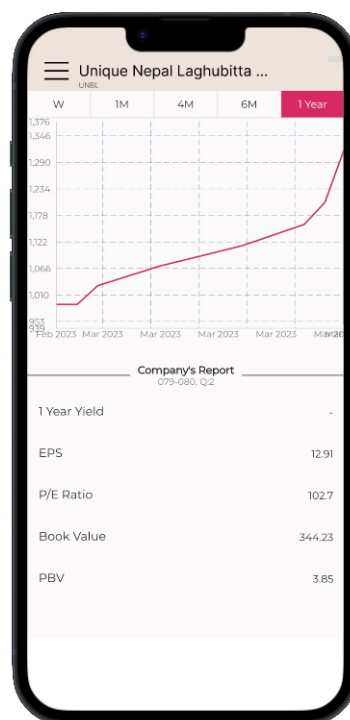 Unique Nepal Laghubitta ...
UNBL
W 1M 4M 6M 1 Year
1,376
1,346
1,290
1,234
1,178
1,122
1,066
1,010
953
939
Feb 2023 Mar 2023 Mar 2023 Mar 2023 Mar 2023
Company's Report
079-080, Q:2
1 Year Yield -
EPS 12.91
P/E Ratio 102.7
Book Value 344.23
PBV 3.85